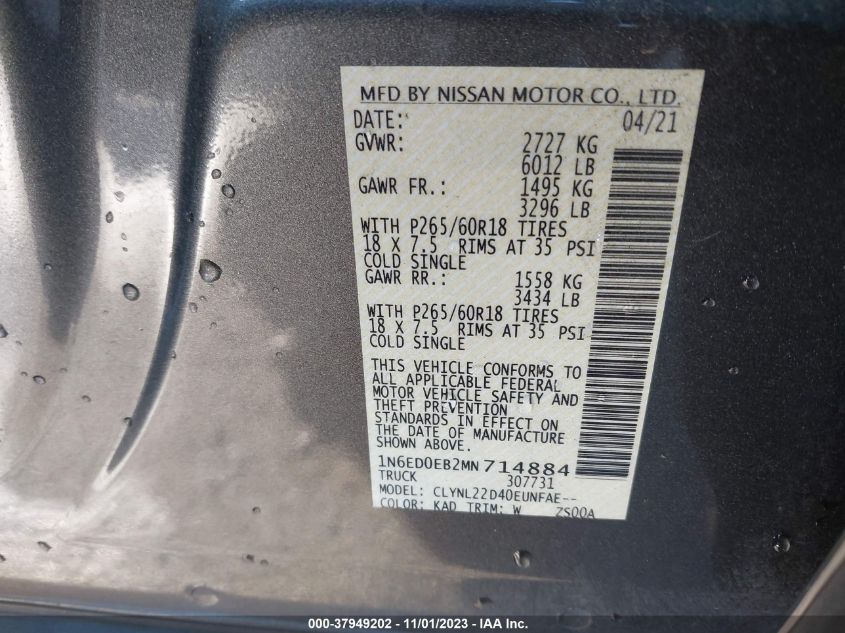 MFD BY NISSAN MOTOR CO., LTD.
DATE: 04/21
GVWR: 2727 KG
6012 LB
GAWR FR.: 1495 KG
3296 LB
WITH P265/60R18 TIRES
18 X 7.5 RIMS AT 35 PSI
COLD SINGLE
GAWR RR.: 1558 KG
3434 LB
WITH P265/60R18 TIRES
18 X 7.5 RIMS AT 35 PSI
COLD SINGLE
THIS VEHICLE CONFORMS TO
ALL APPLICABLE FEDERAL
MOTOR VEHICLE SAFETY AND
THEFT PREVENTION
STANDARDS IN EFFECT ON
THE DATE OF MANUFACTURE
SHOWN ABOVE.
1N6ED0EB2MN714884
TRUCK 307731
MODEL: CLYNL22D40EUNFAE--
COLOR: KAD TRIM: W ZS00A
000-37949202 - 11/01/2023 - IAA Inc.